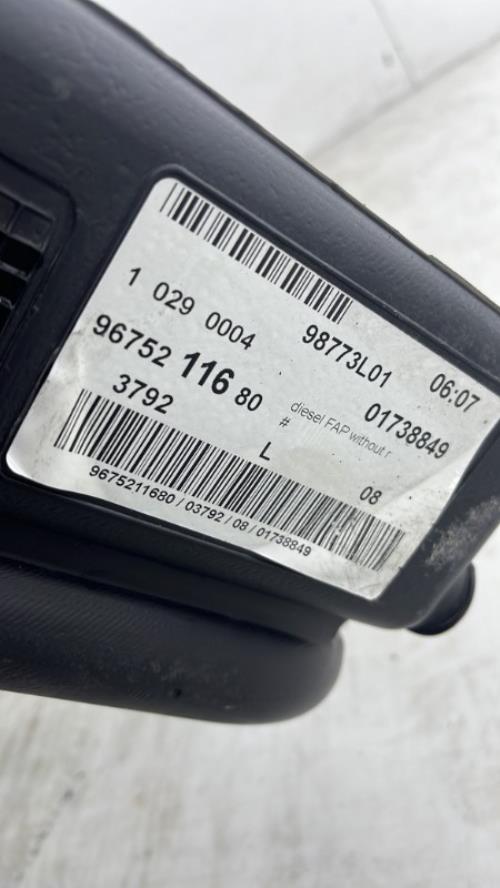 1 029 0004 98773L01 06:07
96752 116 80 diesel FAP without r 01738849
3792 # L 08
9675211680 / 03792 / 08 / 01738849